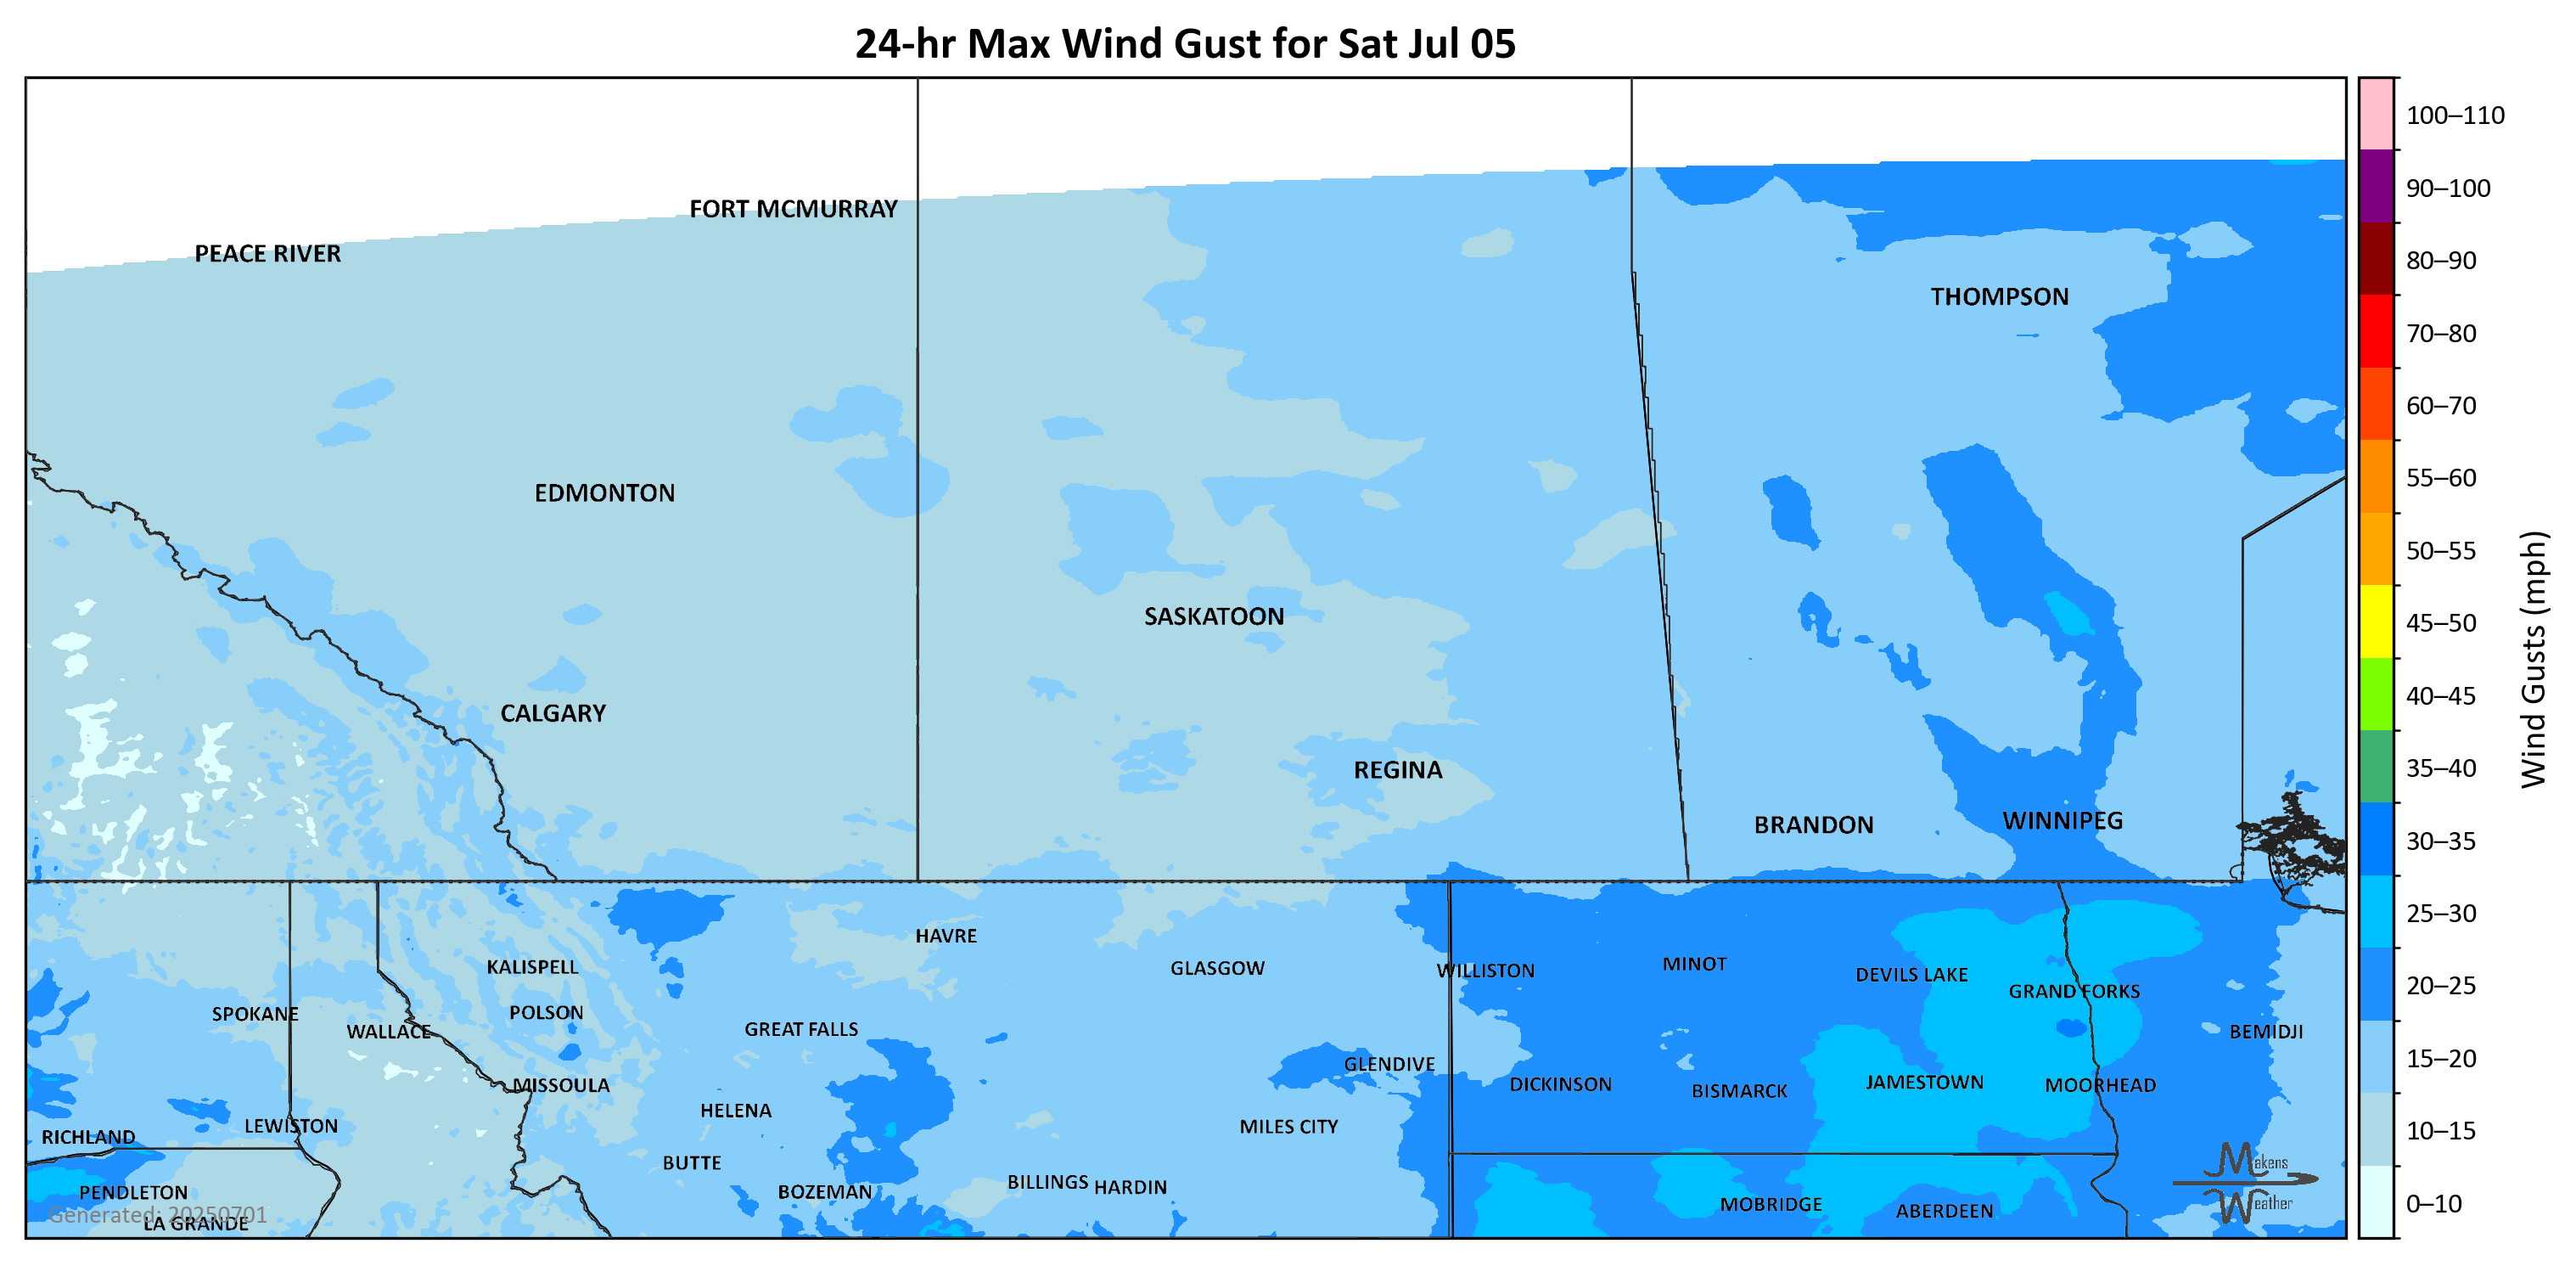 24-hr Max Wind Gust for Sat Jul 05
FORT MCMURRAY
PEACE RIVER
THOMPSON
EDMONTON
SASKATOON
CALGARY
REGINA
BRANDON
WINNIPEG
HAVRE
KALISPELL
GLASGOW
WILLISTON
MINOT
DEVILS LAKE
GRAND FORKS
SPOKANE
WALLACE
POLSON
GREAT FALLS
BEMIDJI
GLENDIVE
MISSOULA
DICKINSON
BISMARCK
JAMESTOWN
MOORHEAD
HELENA
LEWISTON
MILES CITY
RICHLAND
BUTTE
PENDLETON
BOZEMAN
BILLINGS
HARDIN
MOBRIDGE
ABERDEEN
LA GRANDE
Generated: 20250701
Makens
Weather
100–110
90–100
80–90
70–80
60–70
55–60
50–55
45–50
40–45
35–40
30–35
25–30
20–25
15–20
10–15
0–10
Wind Gusts (mph)